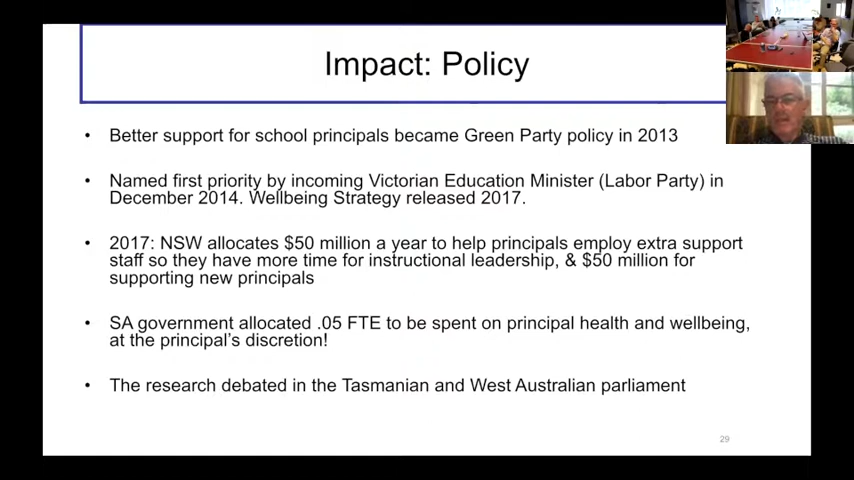 Impact: Policy
• Better support for school principals became Green Party policy in 2013
• Named first priority by incoming Victorian Education Minister (Labor Party) in
December 2014. Wellbeing Strategy released 2017.
• 2017: NSW allocates $50 million a year to help principals employ extra support
staff so they have more time for instructional leadership, & $50 million for
supporting new principals
• SA government allocated .05 FTE to be spent on principal health and wellbeing,
at the principal's discretion!
• The research debated in the Tasmanian and West Australian parliament
29